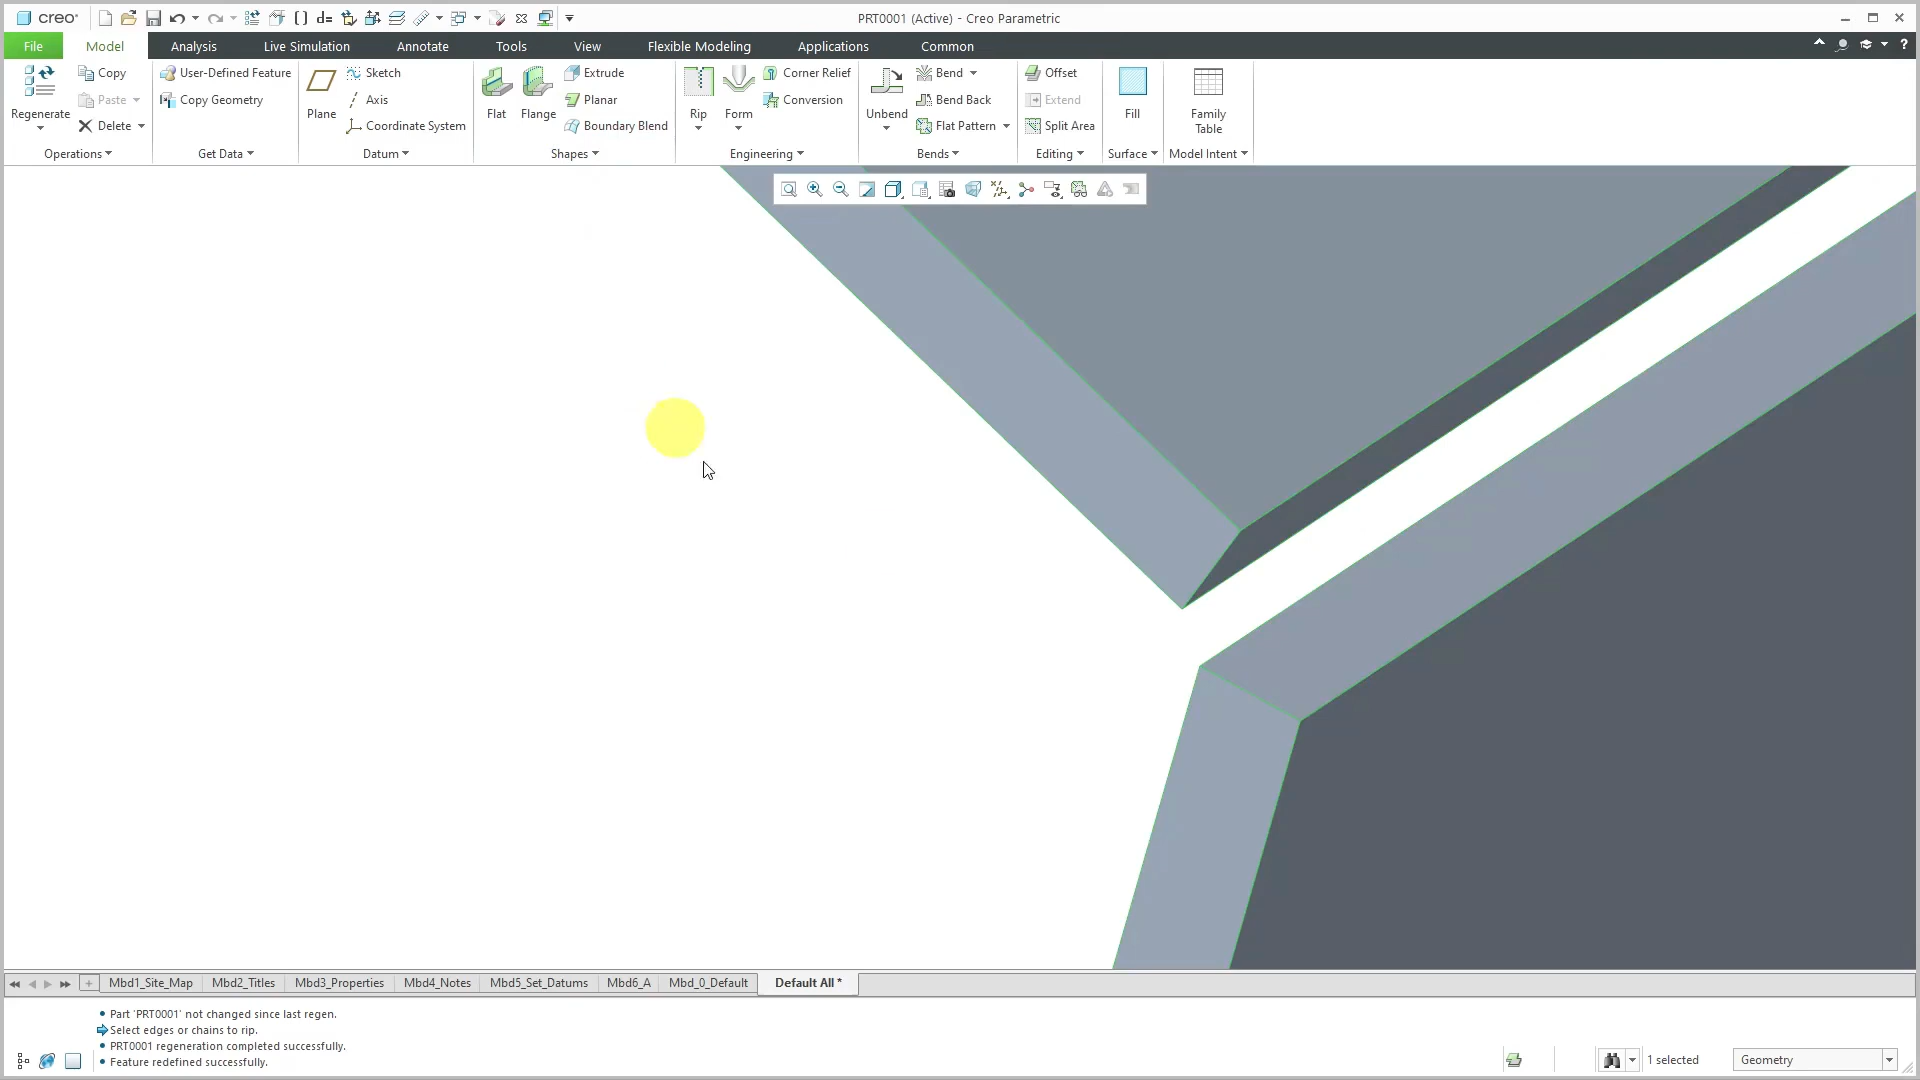 creo
d=
PRT0001 (Active) - Creo Parametric
File Model Analysis Live Simulation Annotate Tools View Flexible Modeling Applications Common
Regenerate
Copy
Paste
Delete
Operations
User-Defined Feature
Copy Geometry
Get Data
Plane
Sketch
Axis
Coordinate System
Datum
Flat
Flange
Extrude
Planar
Boundary Blend
Shapes
Rip
Form
Corner Relief
Conversion
Engineering
Unbend
Bend
Bend Back
Flat Pattern
Bends
Offset
Extend
Split Area
Editing
Fill
Surface
Family
Table
Model Intent
Mbd1_Site_Map Mbd2_Titles Mbd3_Properties Mbd4_Notes Mbd5_Set_Datums Mbd6_A Mbd_0_Default Default All *
• Part 'PRT0001' not changed since last regen.
Select edges or chains to rip.
• PRT0001 regeneration completed successfully.
• Feature redefined successfully.
1 selected
Geometry